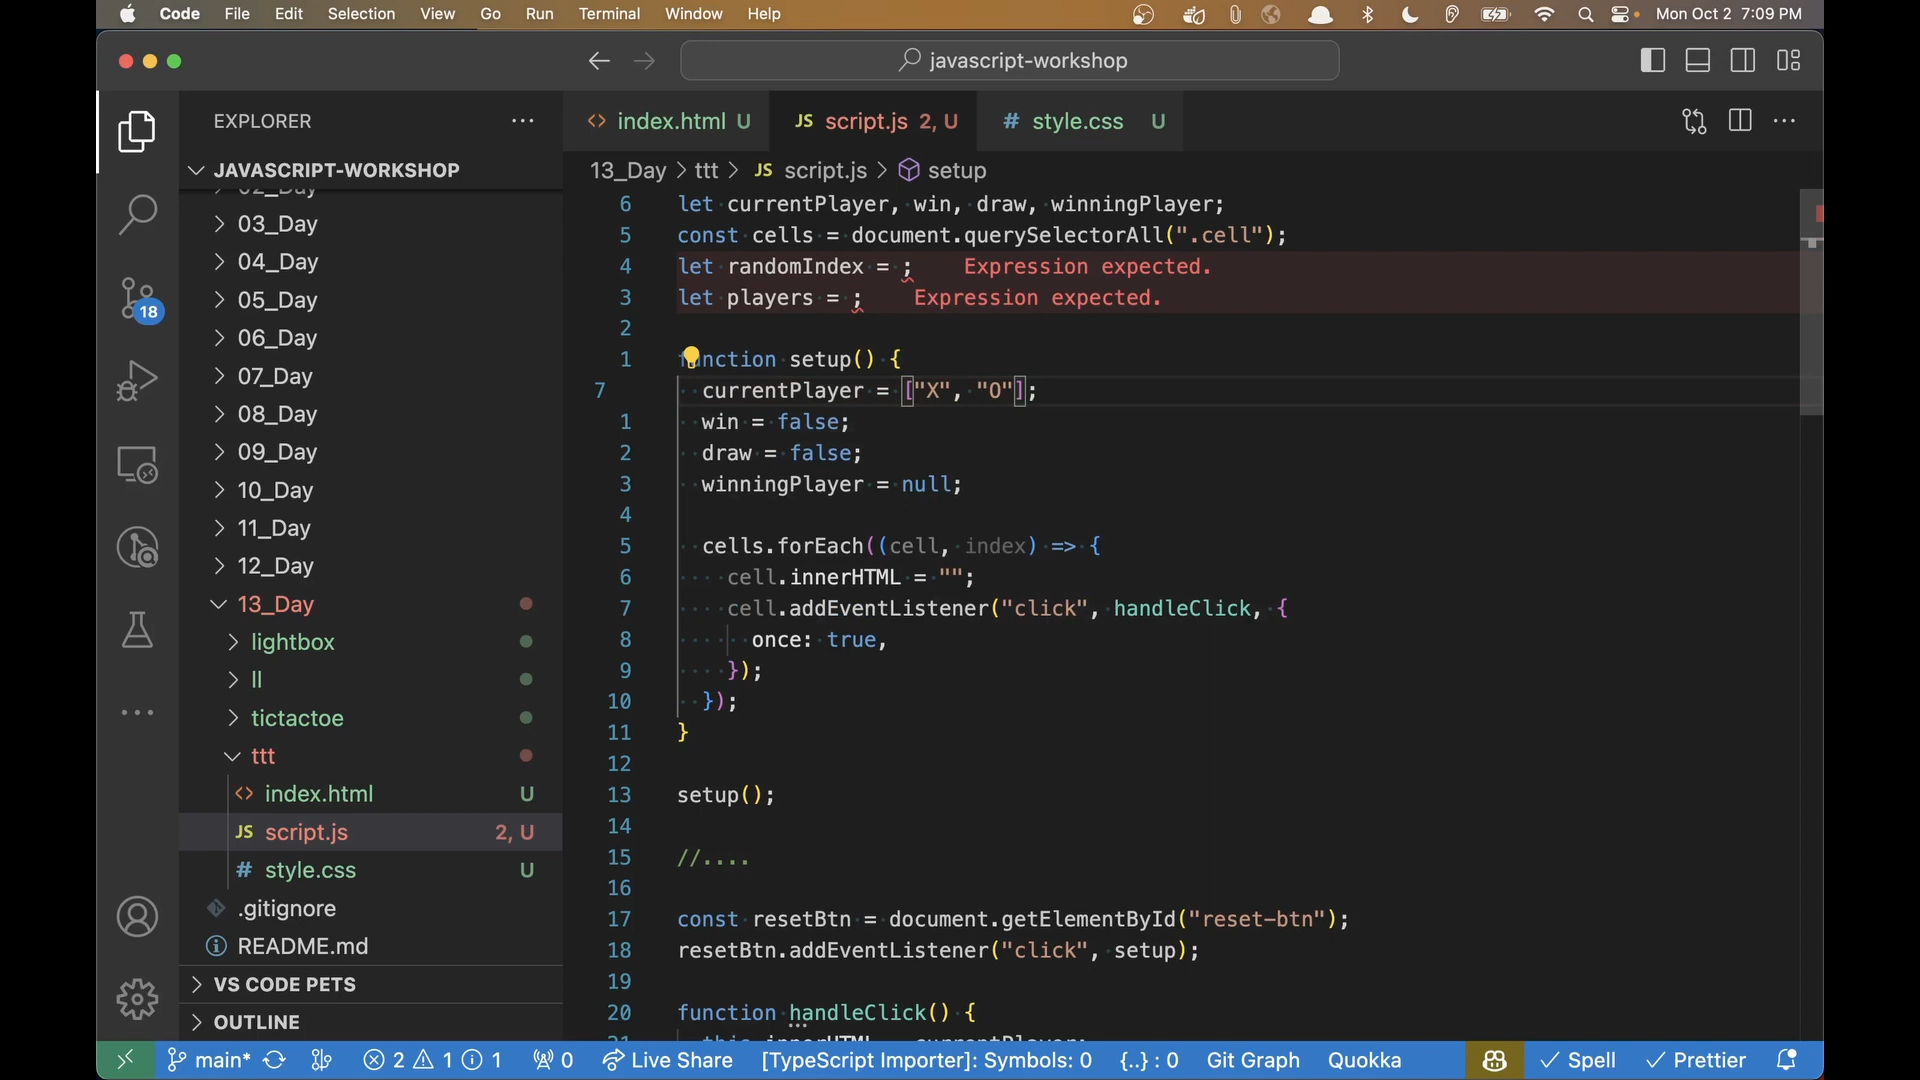 Code File Edit Selection View Go Run Terminal Window Help Mon Oct 2 7:09 PM
javascript-workshop
EXPLORER
index.html U
JS script.js 2, U
# style.css U
JAVASCRIPT-WORKSHOP
13_Day > ttt > JS script.js > setup
02_Day
03_Day
04_Day
05_Day
06_Day
07_Day
08_Day
09_Day
10_Day
11_Day
12_Day
13_Day
lightbox
ll
tictactoe
ttt
<> index.html U
JS script.js 2, U
# style.css U
.gitignore
README.md
VS CODE PETS
OUTLINE
18
6 let currentPlayer, win, draw, winningPlayer;
5 const cells = document.querySelectorAll(".cell");
4 let randomIndex = ; Expression expected.
3 let players = ; Expression expected.
2
1 function setup() {
7 currentPlayer = ["X", "O"];
1 win = false;
2 draw = false;
3 winningPlayer = null;
4
5 cells.forEach((cell, index) => {
6 cell.innerHTML = "";
7 cell.addEventListener("click", handleClick, {
8 once: true,
9 });
10 });
11 }
12
13 setup();
14
15 //....
16
17 const resetBtn = document.getElementById("reset-btn");
18 resetBtn.addEventListener("click", setup);
19
20 function handleClick() {
21 this.innerHTML = currentPlayer;
main* 2 1 1 0 Live Share [TypeScript Importer]: Symbols: 0 {..} : 0 Git Graph Quokka Spell Prettier